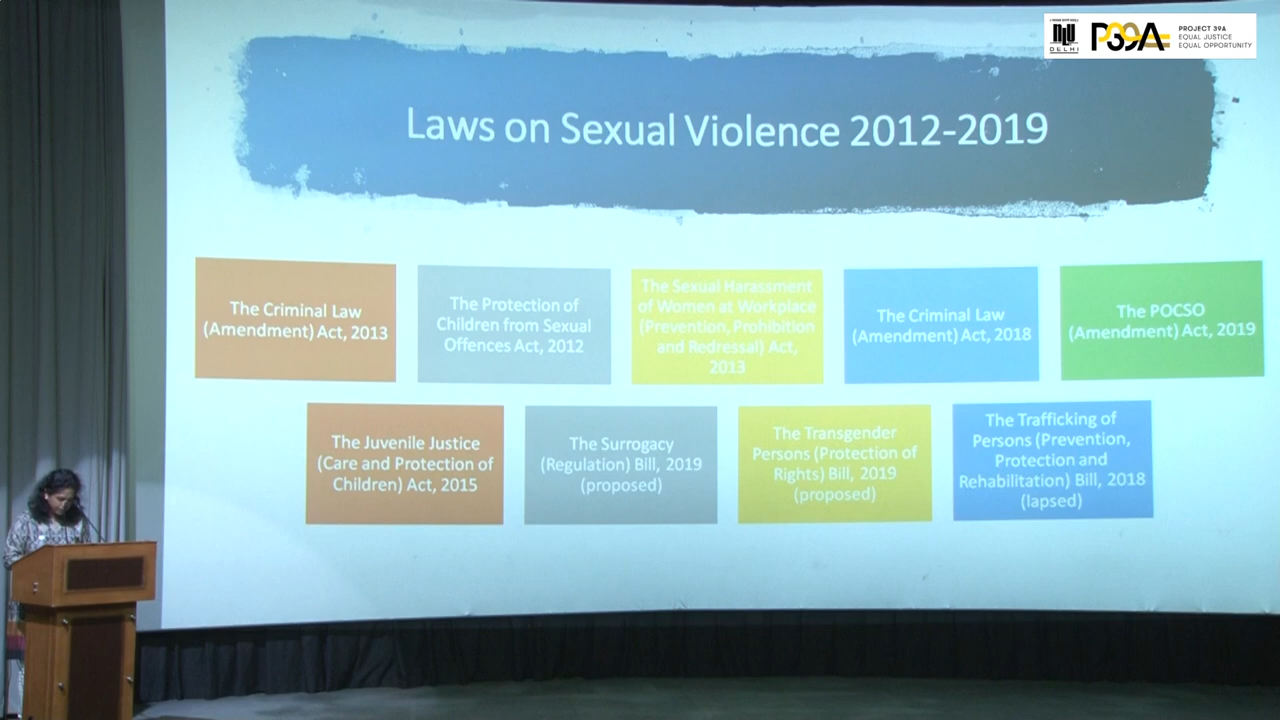 DELHI
P39A
PROJECT 39A
EQUAL JUSTICE
EQUAL OPPORTUNITY
Laws on Sexual Violence 2012-2019
The Criminal Law
(Amendment) Act, 2013
The Protection of
Children from Sexual
Offences Act, 2012
The Sexual Harassment
of Women at Workplace
(Prevention, Prohibition
and Redressal) Act,
2013
The Criminal Law
(Amendment) Act, 2018
The POCSO
(Amendment) Act, 2019
The Juvenile Justice
(Care and Protection of
Children) Act, 2015
The Surrogacy
(Regulation) Bill, 2019
(proposed)
The Transgender
Persons (Protection of
Rights) Bill, 2019
(proposed)
The Trafficking of
Persons (Prevention,
Protection and
Rehabilitation) Bill, 2018
(lapsed)